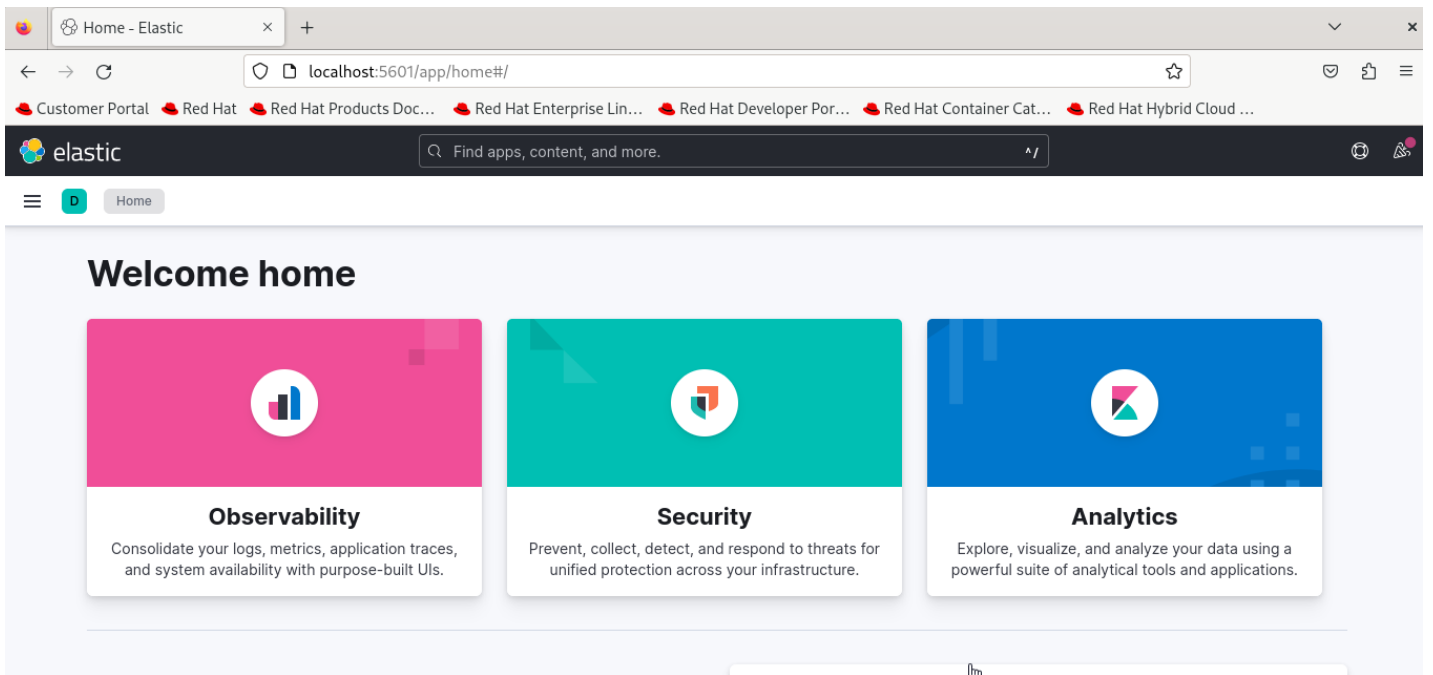 Home - Elastic
localhost:5601/app/home#/
Customer Portal Red Hat Red Hat Products Doc... Red Hat Enterprise Lin... Red Hat Developer Por... Red Hat Container Cat... Red Hat Hybrid Cloud ...
elastic Find apps, content, and more. ^/
D Home
Welcome home
Observability
Consolidate your logs, metrics, application traces,
and system availability with purpose-built UIs.
Security
Prevent, collect, detect, and respond to threats for
unified protection across your infrastructure.
Analytics
Explore, visualize, and analyze your data using a
powerful suite of analytical tools and applications.